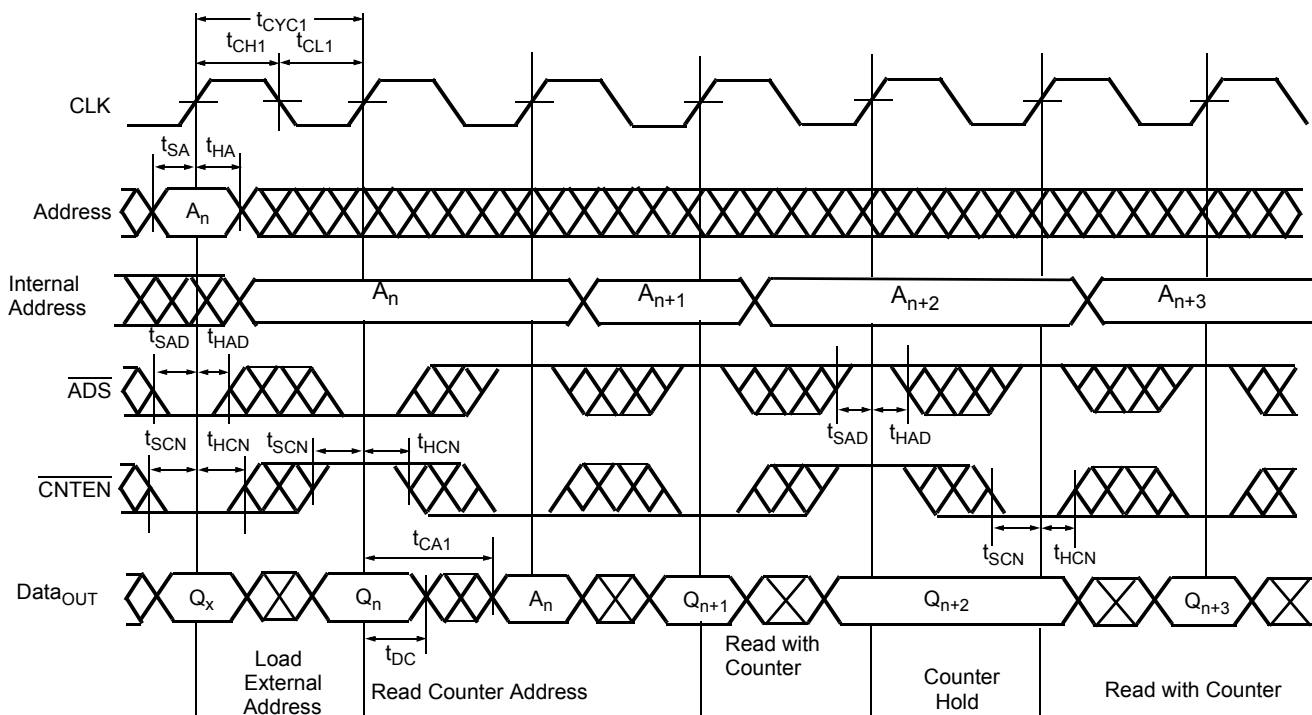 tCYC1
tCH1 tCL1
CLK
tSA tHA
Address An
Internal Address An An+1 An+2 An+3
tSAD tHAD
ADS
tSAD tHAD
tSCN tHCN tSCN tHCN
CNTEN
tSCN tHCN
tCA1
DataOUT Qx Qn An Qn+1 Qn+2 Qn+3
tDC
Load External Address
Read Counter Address
Read with Counter
Counter Hold
Read with Counter